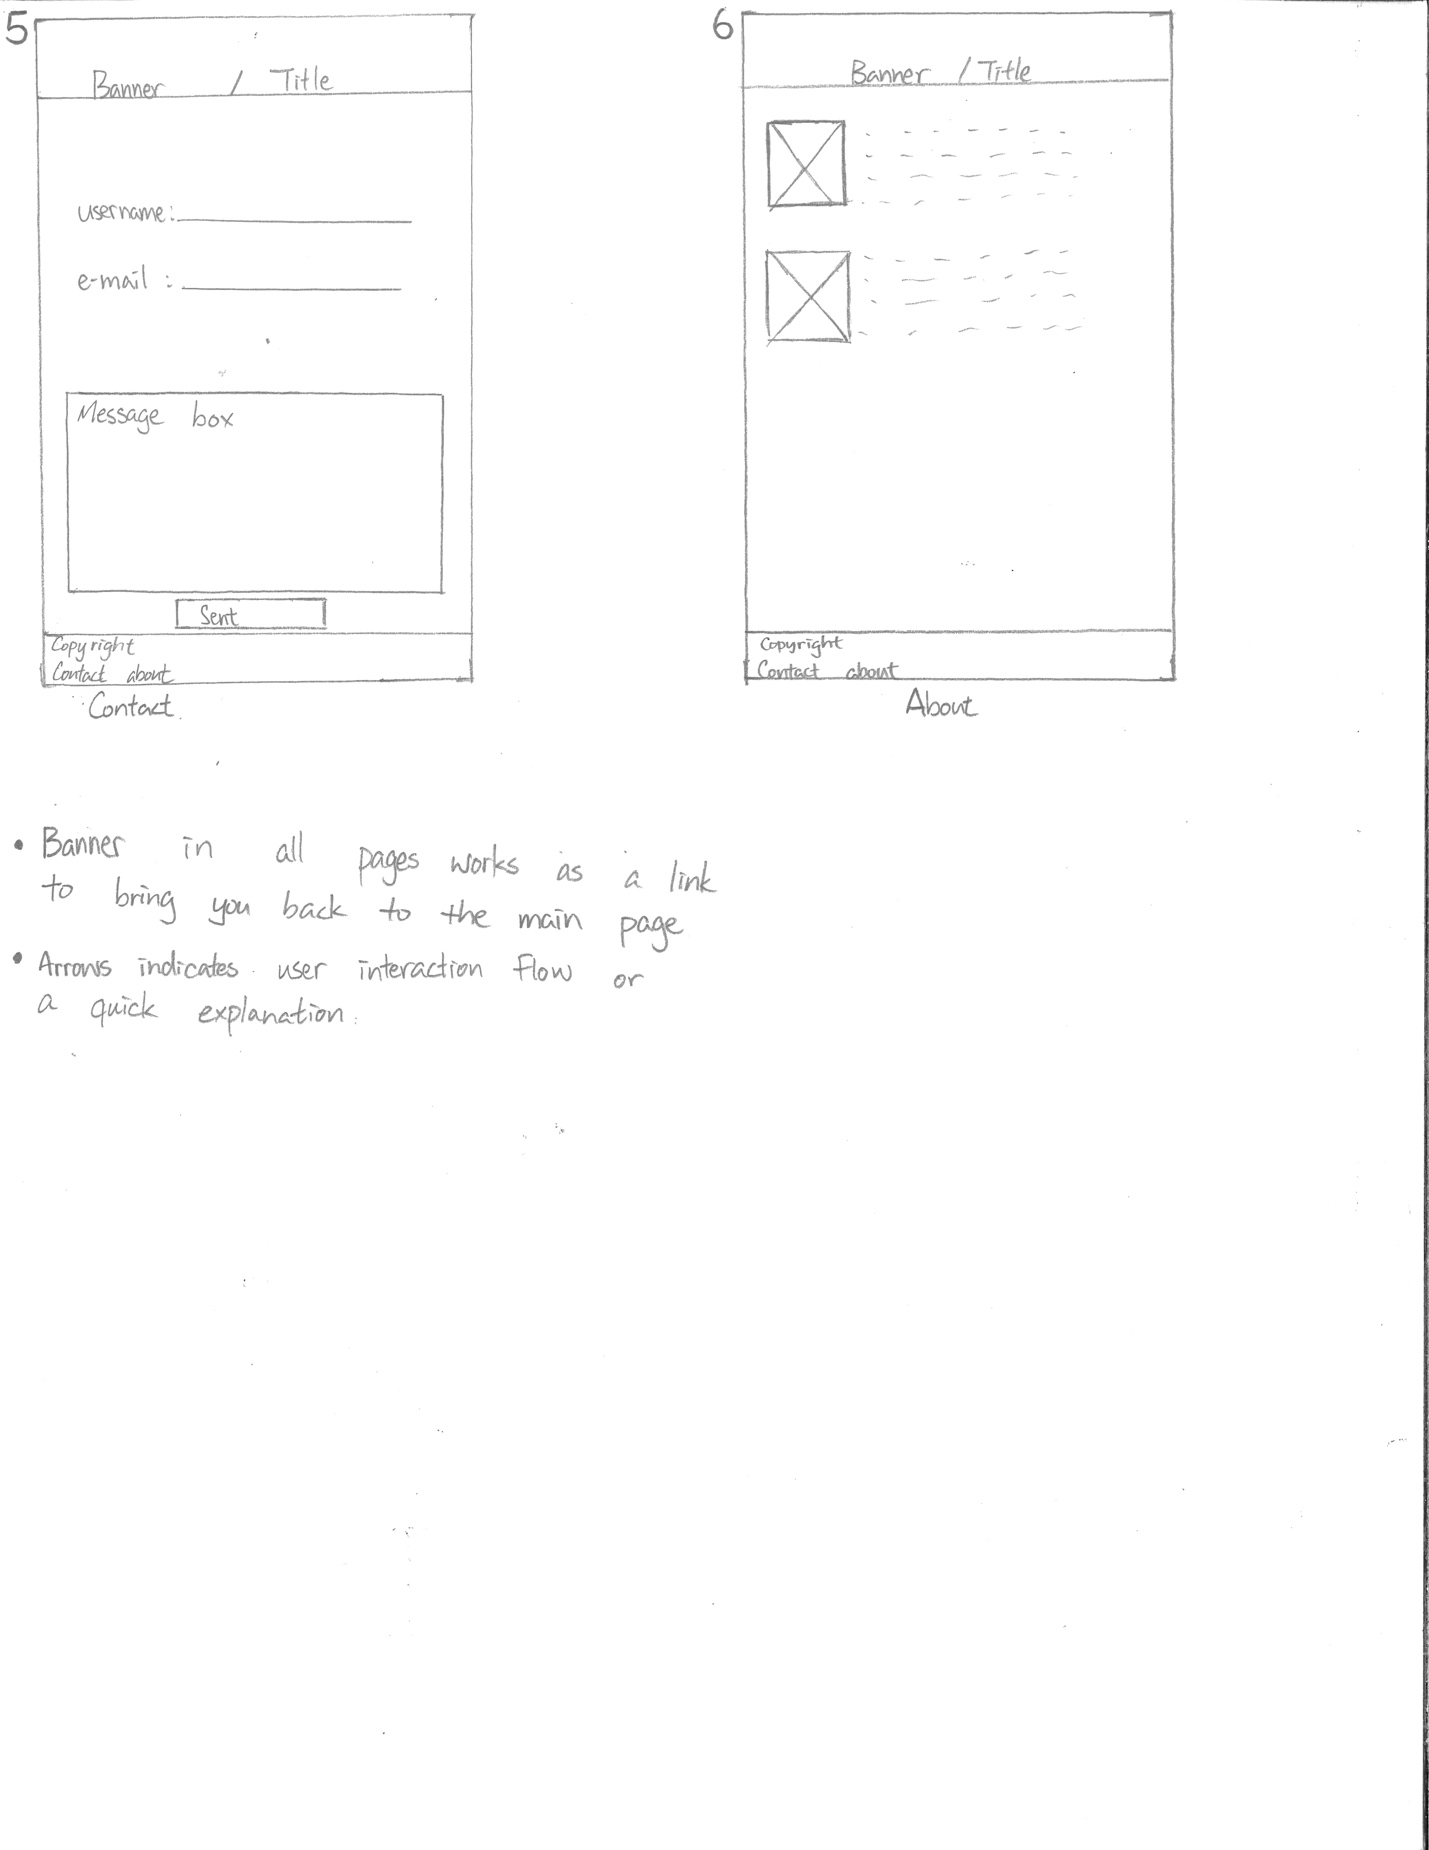 5
Banner / Title
username:
e-mail :
Message box
Sent
Copyright
Contact about
Contact
6
Banner / Title
Copyright
Contact about
About
• Banner in all pages works as a link
to bring you back to the main page
• Arrows indicates user interaction flow or
a quick explanation.